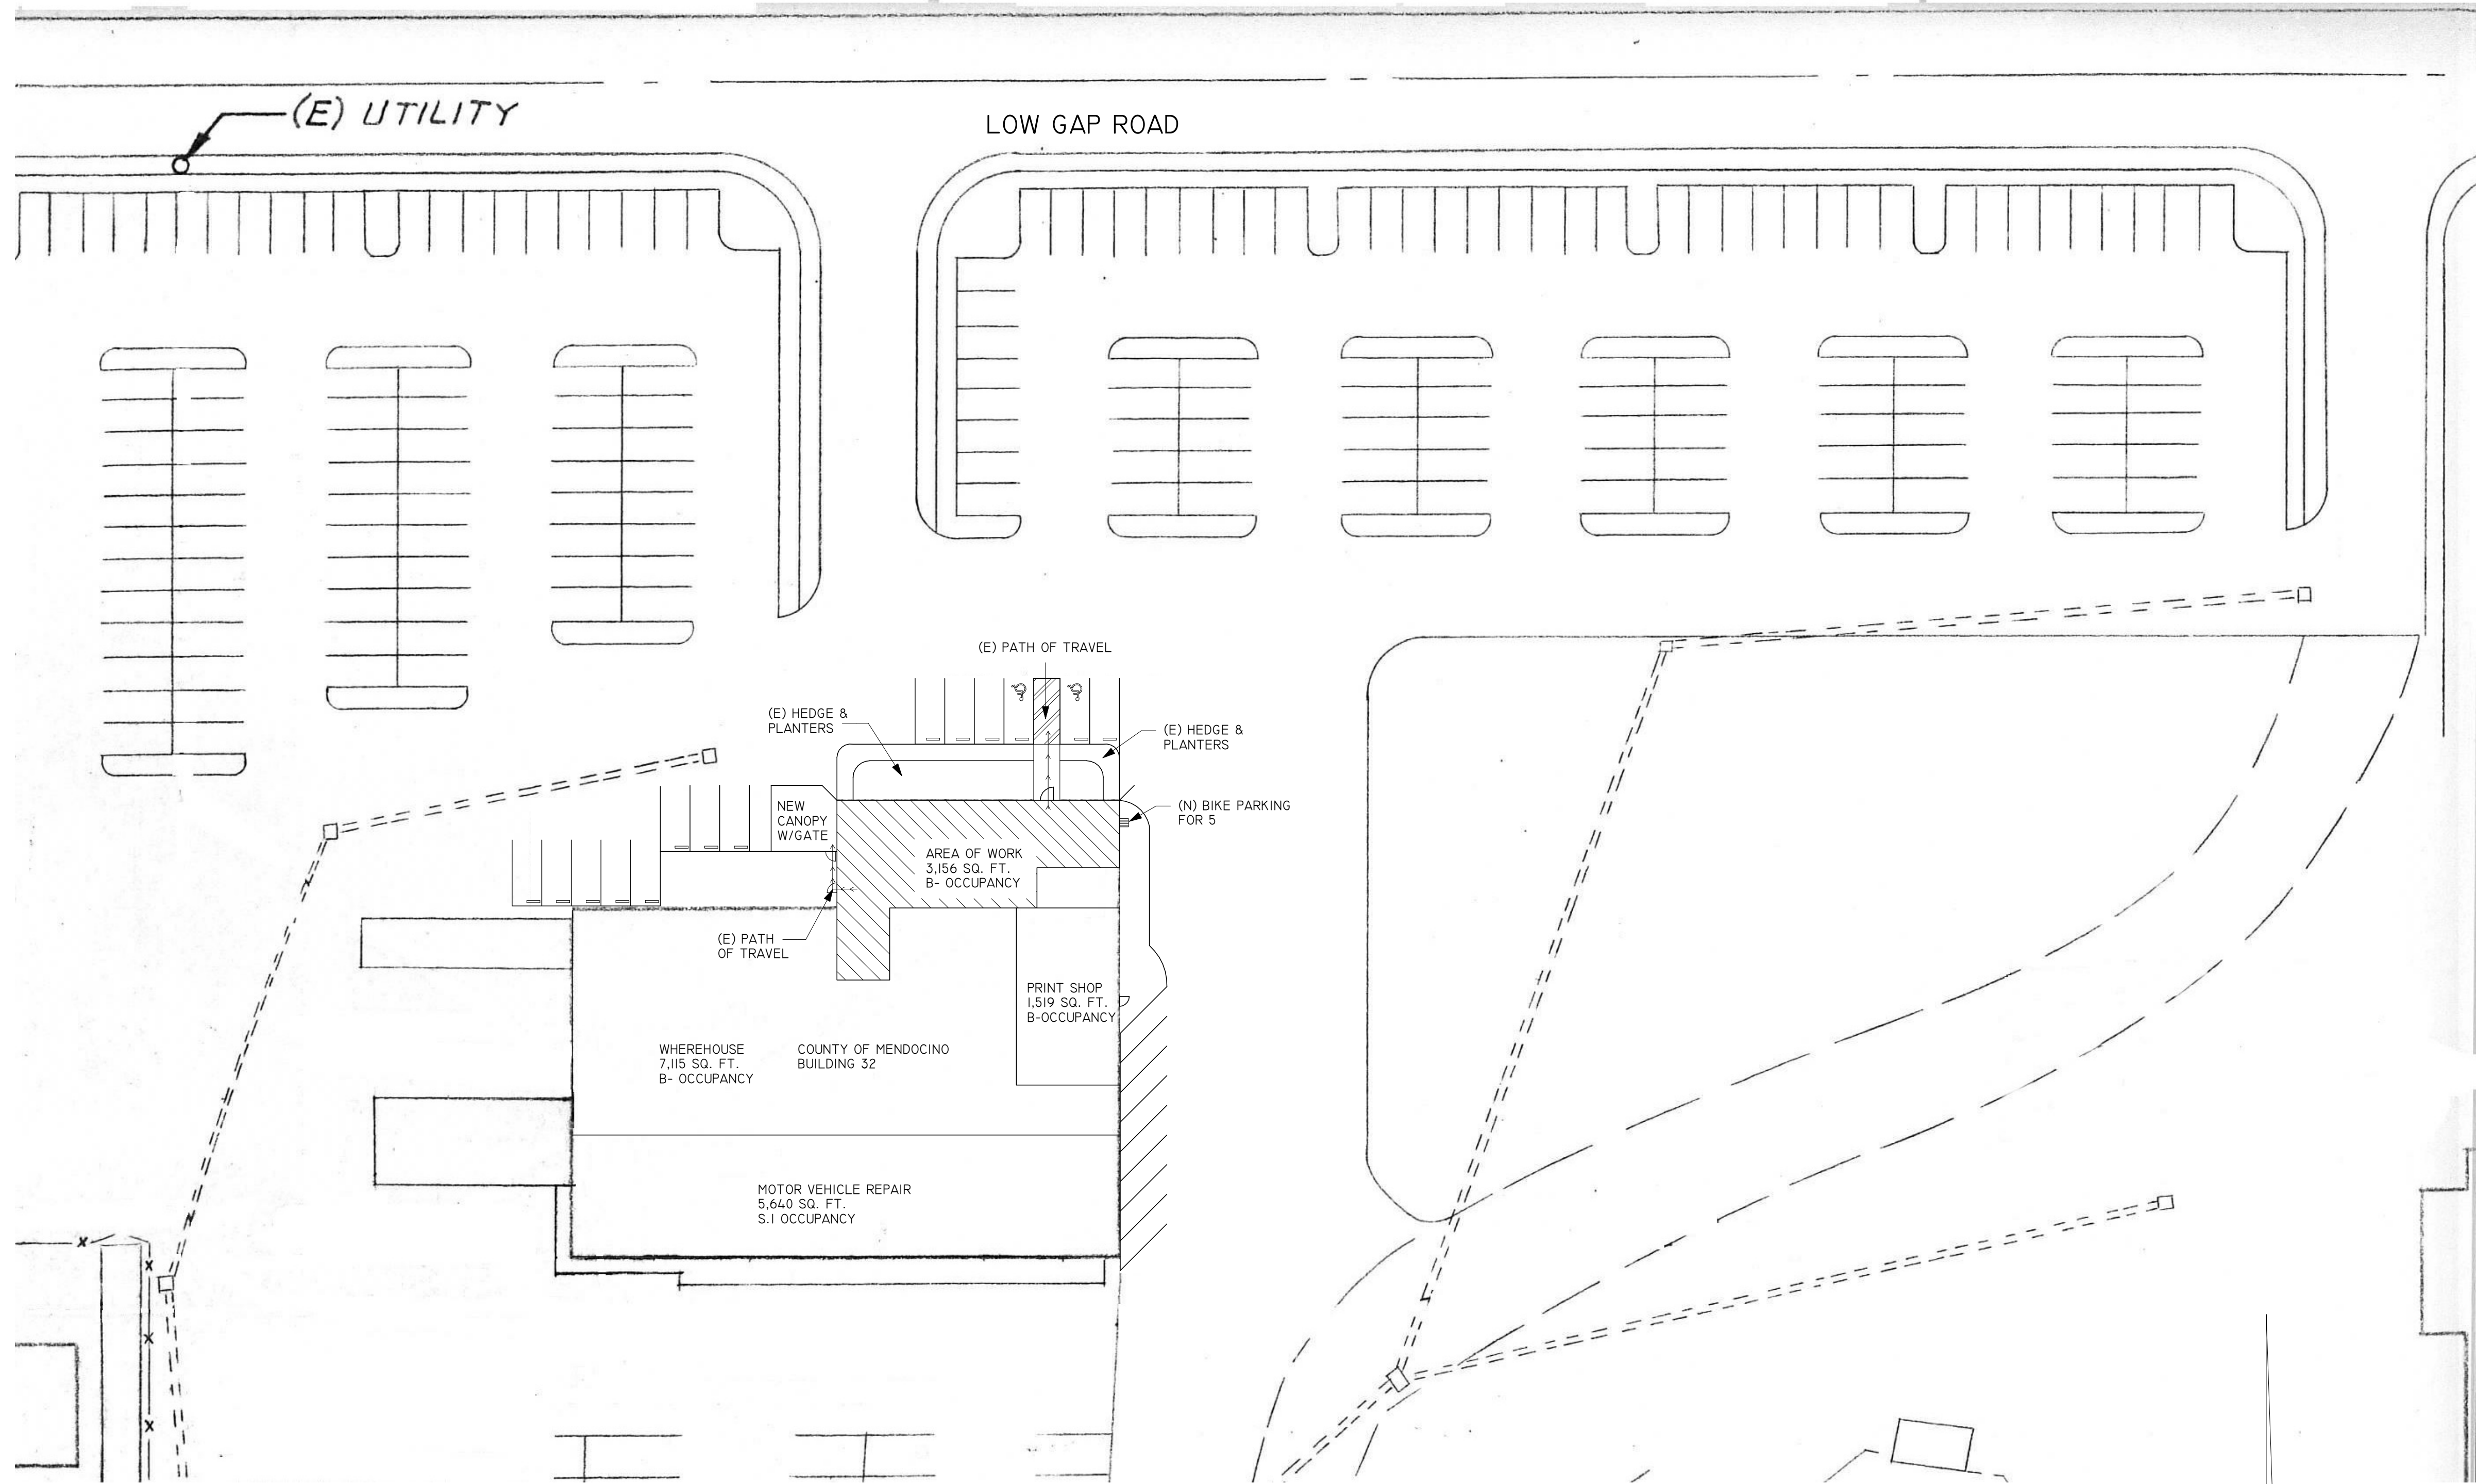 (E) UTILITY
LOW GAP ROAD
(E) PATH OF TRAVEL
(E) HEDGE &
PLANTERS
(E) HEDGE &
PLANTERS
NEW
CANOPY
W/GATE
(N) BIKE PARKING
FOR 5
AREA OF WORK
3,156 SQ. FT.
B- OCCUPANCY
(E) PATH
OF TRAVEL
PRINT SHOP
1,519 SQ. FT.
B-OCCUPANCY
WHEREHOUSE
7,115 SQ. FT.
B- OCCUPANCY
COUNTY OF MENDOCINO
BUILDING 32
MOTOR VEHICLE REPAIR
5,640 SQ. FT.
S.I OCCUPANCY